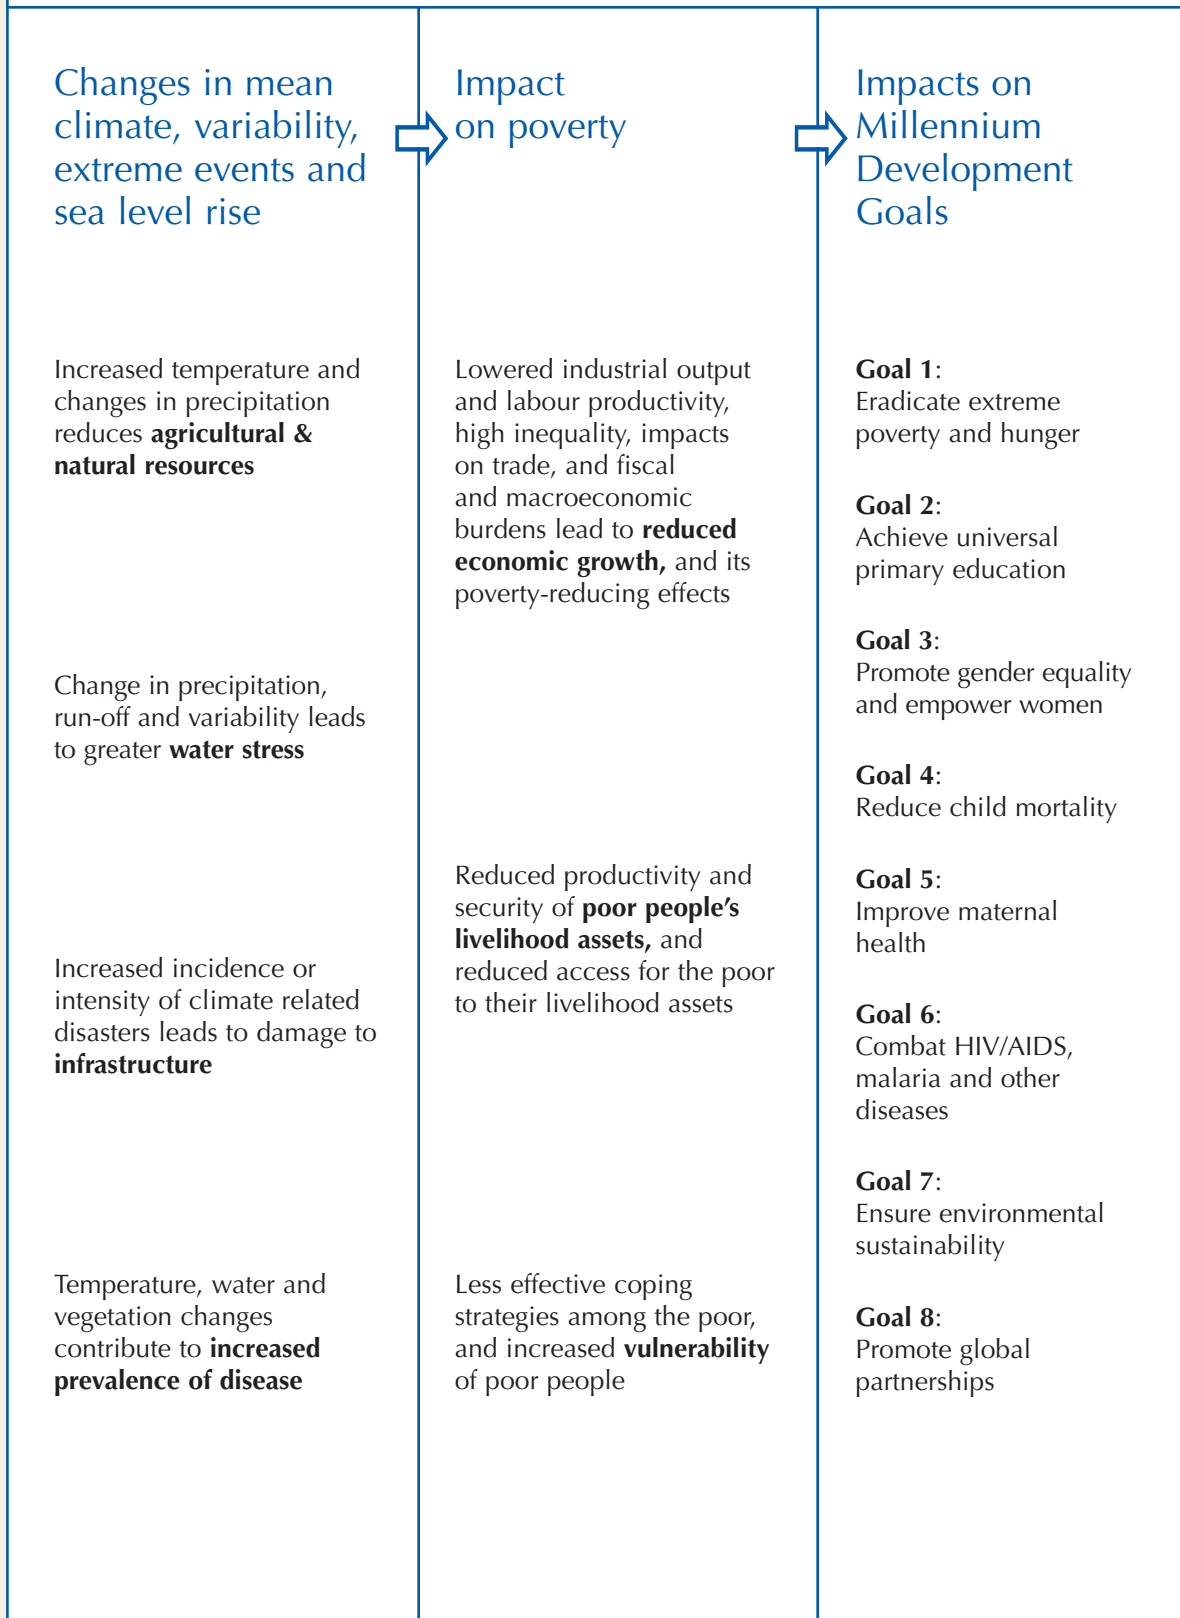 Changes in mean
climate, variability,
extreme events and
sea level rise
Increased temperature and
changes in precipitation
reduces agricultural &
natural resources
Change in precipitation,
run-off and variability leads
to greater water stress
Increased incidence or
intensity of climate related
disasters leads to damage to
infrastructure
Temperature, water and
vegetation changes
contribute to increased
prevalence of disease
Impact
on poverty
Lowered industrial output
and labour productivity,
high inequality, impacts
on trade, and fiscal
and macroeconomic
burdens lead to reduced
economic growth, and its
poverty-reducing effects
Reduced productivity and
security of poor people’s
livelihood assets, and
reduced access for the poor
to their livelihood assets
Less effective coping
strategies among the poor,
and increased vulnerability
of poor people
Impacts on
Millennium
Development
Goals
Goal 1:
Eradicate extreme
poverty and hunger
Goal 2:
Achieve universal
primary education
Goal 3:
Promote gender equality
and empower women
Goal 4:
Reduce child mortality
Goal 5:
Improve maternal
health
Goal 6:
Combat HIV/AIDS,
malaria and other
diseases
Goal 7:
Ensure environmental
sustainability
Goal 8:
Promote global
partnerships